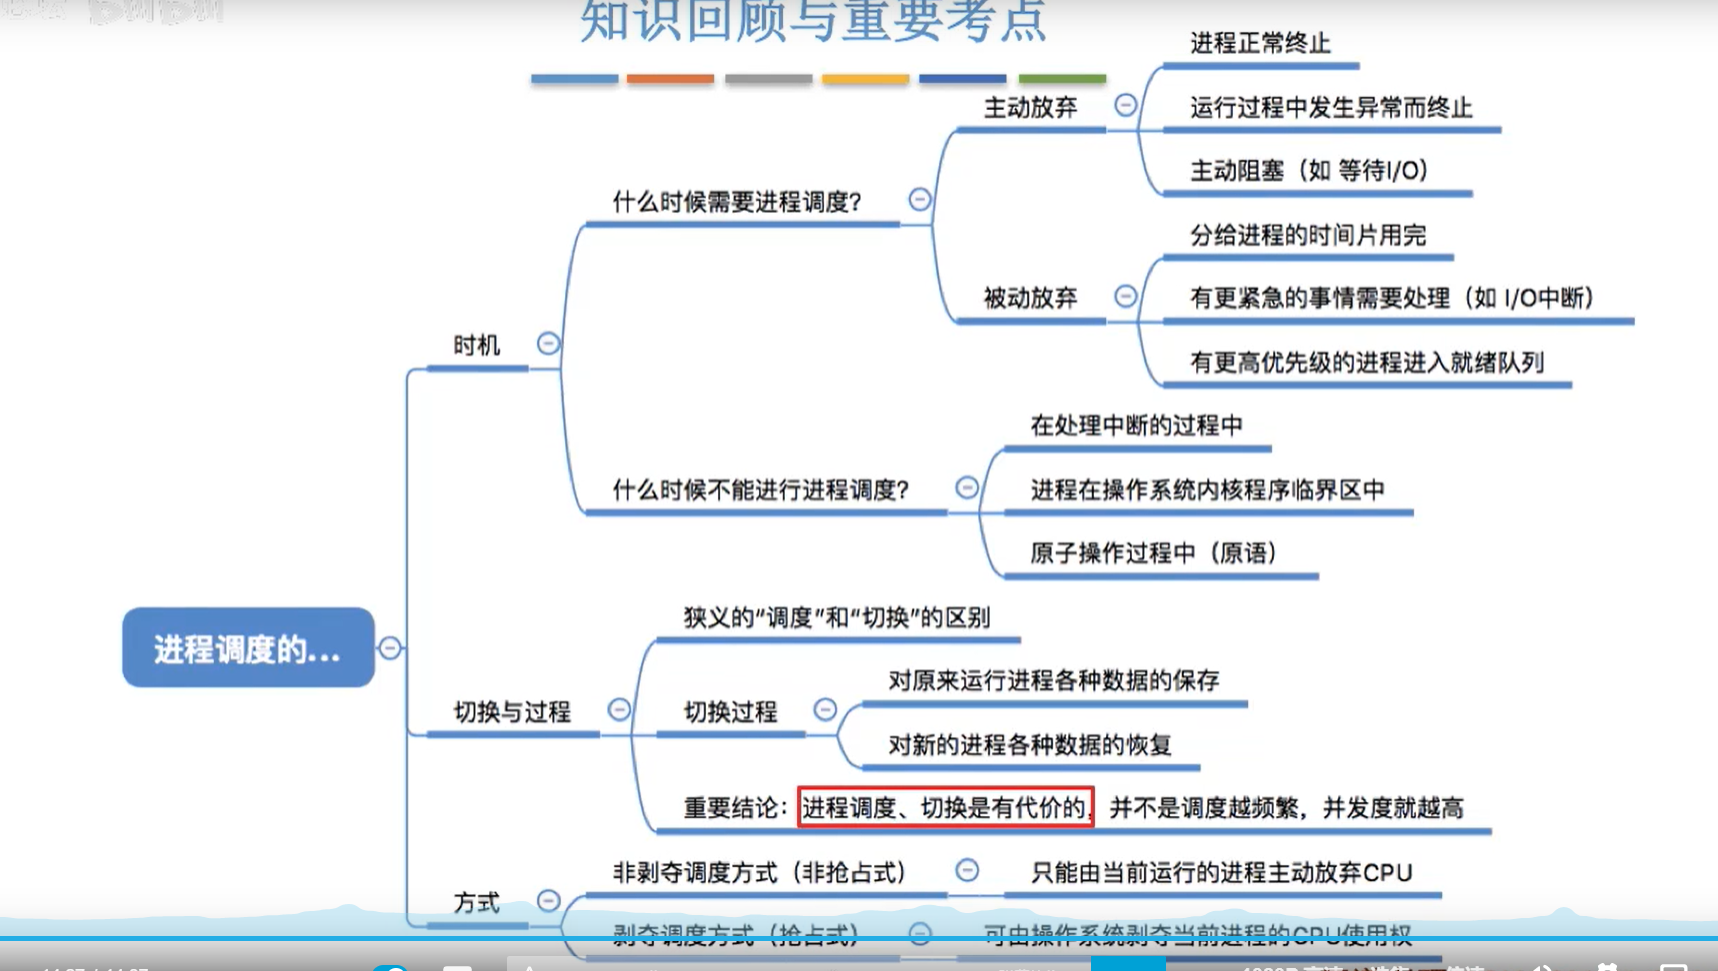 知识回顾与重要考点
进程正常终止
主动放弃
运行过程中发生异常而终止
主动阻塞（如 等待I/O）
什么时候需要进程调度？
分给进程的时间片用完
被动放弃
有更紧急的事情需要处理（如 I/O中断）
时机
有更高优先级的进程进入就绪队列
在处理中断的过程中
什么时候不能进行进程调度？
进程在操作系统内核程序临界区中
原子操作过程中（原语）
狭义的“调度”和“切换”的区别
进程调度的...
对原来运行进程各种数据的保存
切换与过程
切换过程
对新的进程各种数据的恢复
重要结论：进程调度、切换是有代价的，并不是调度越频繁，并发度就越高
非剥夺调度方式（非抢占式）
只能由当前运行的进程主动放弃CPU
方式
剥夺调度方式（抢占式）
可由操作系统剥夺当前进程的CPU使用权